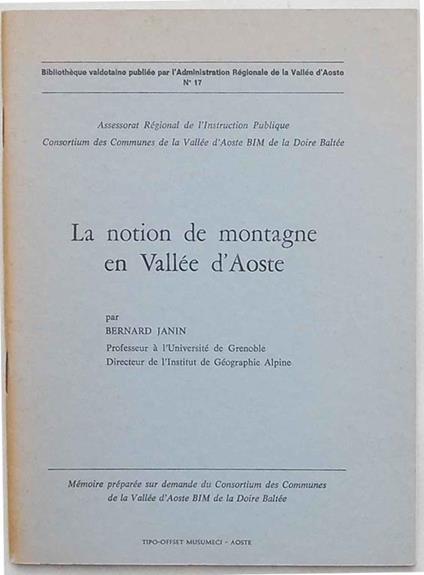 Bibliothèque valdotaine publiée par l'Administration Régionale de la Vallée d'Aoste
N° 17
Assessorat Régional de l'Instruction Publique
Consortium des Communes de la Vallée d'Aoste BIM de la Doire Baltée
La notion de montagne
en Vallée d'Aoste
par
BERNARD JANIN
Professeur à l'Université de Grenoble
Directeur de l'Institut de Géographie Alpine
Mémoire préparée sur demande du Consortium des Communes
de la Vallée d'Aoste BIM de la Doire Baltée
TIPO-OFFSET MUSUMECI - AOSTE